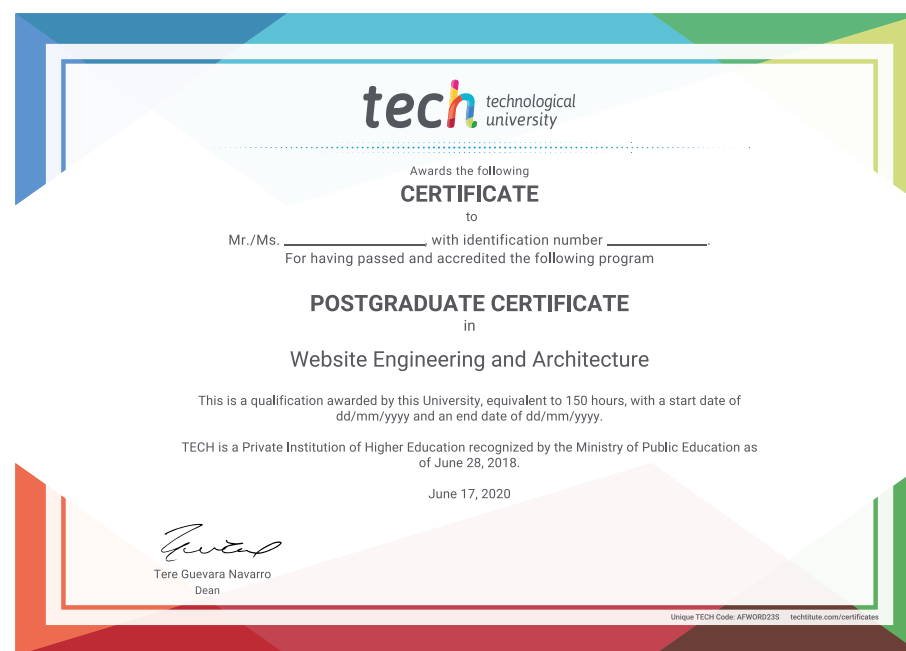 tech technological
university
Awards the following
CERTIFICATE
to
Mr./Ms. ____________________, with identification number ______________.
For having passed and accredited the following program
POSTGRADUATE CERTIFICATE
in
Website Engineering and Architecture
This is a qualification awarded by this University, equivalent to 150 hours, with a start date of
dd/mm/yyyy and an end date of dd/mm/yyyy.
TECH is a Private Institution of Higher Education recognized by the Ministry of Public Education as
of June 28, 2018.
June 17, 2020
Tere Guevara Navarro
Dean
Unique TECH Code: AFWORD23S techtitute.com/certificates